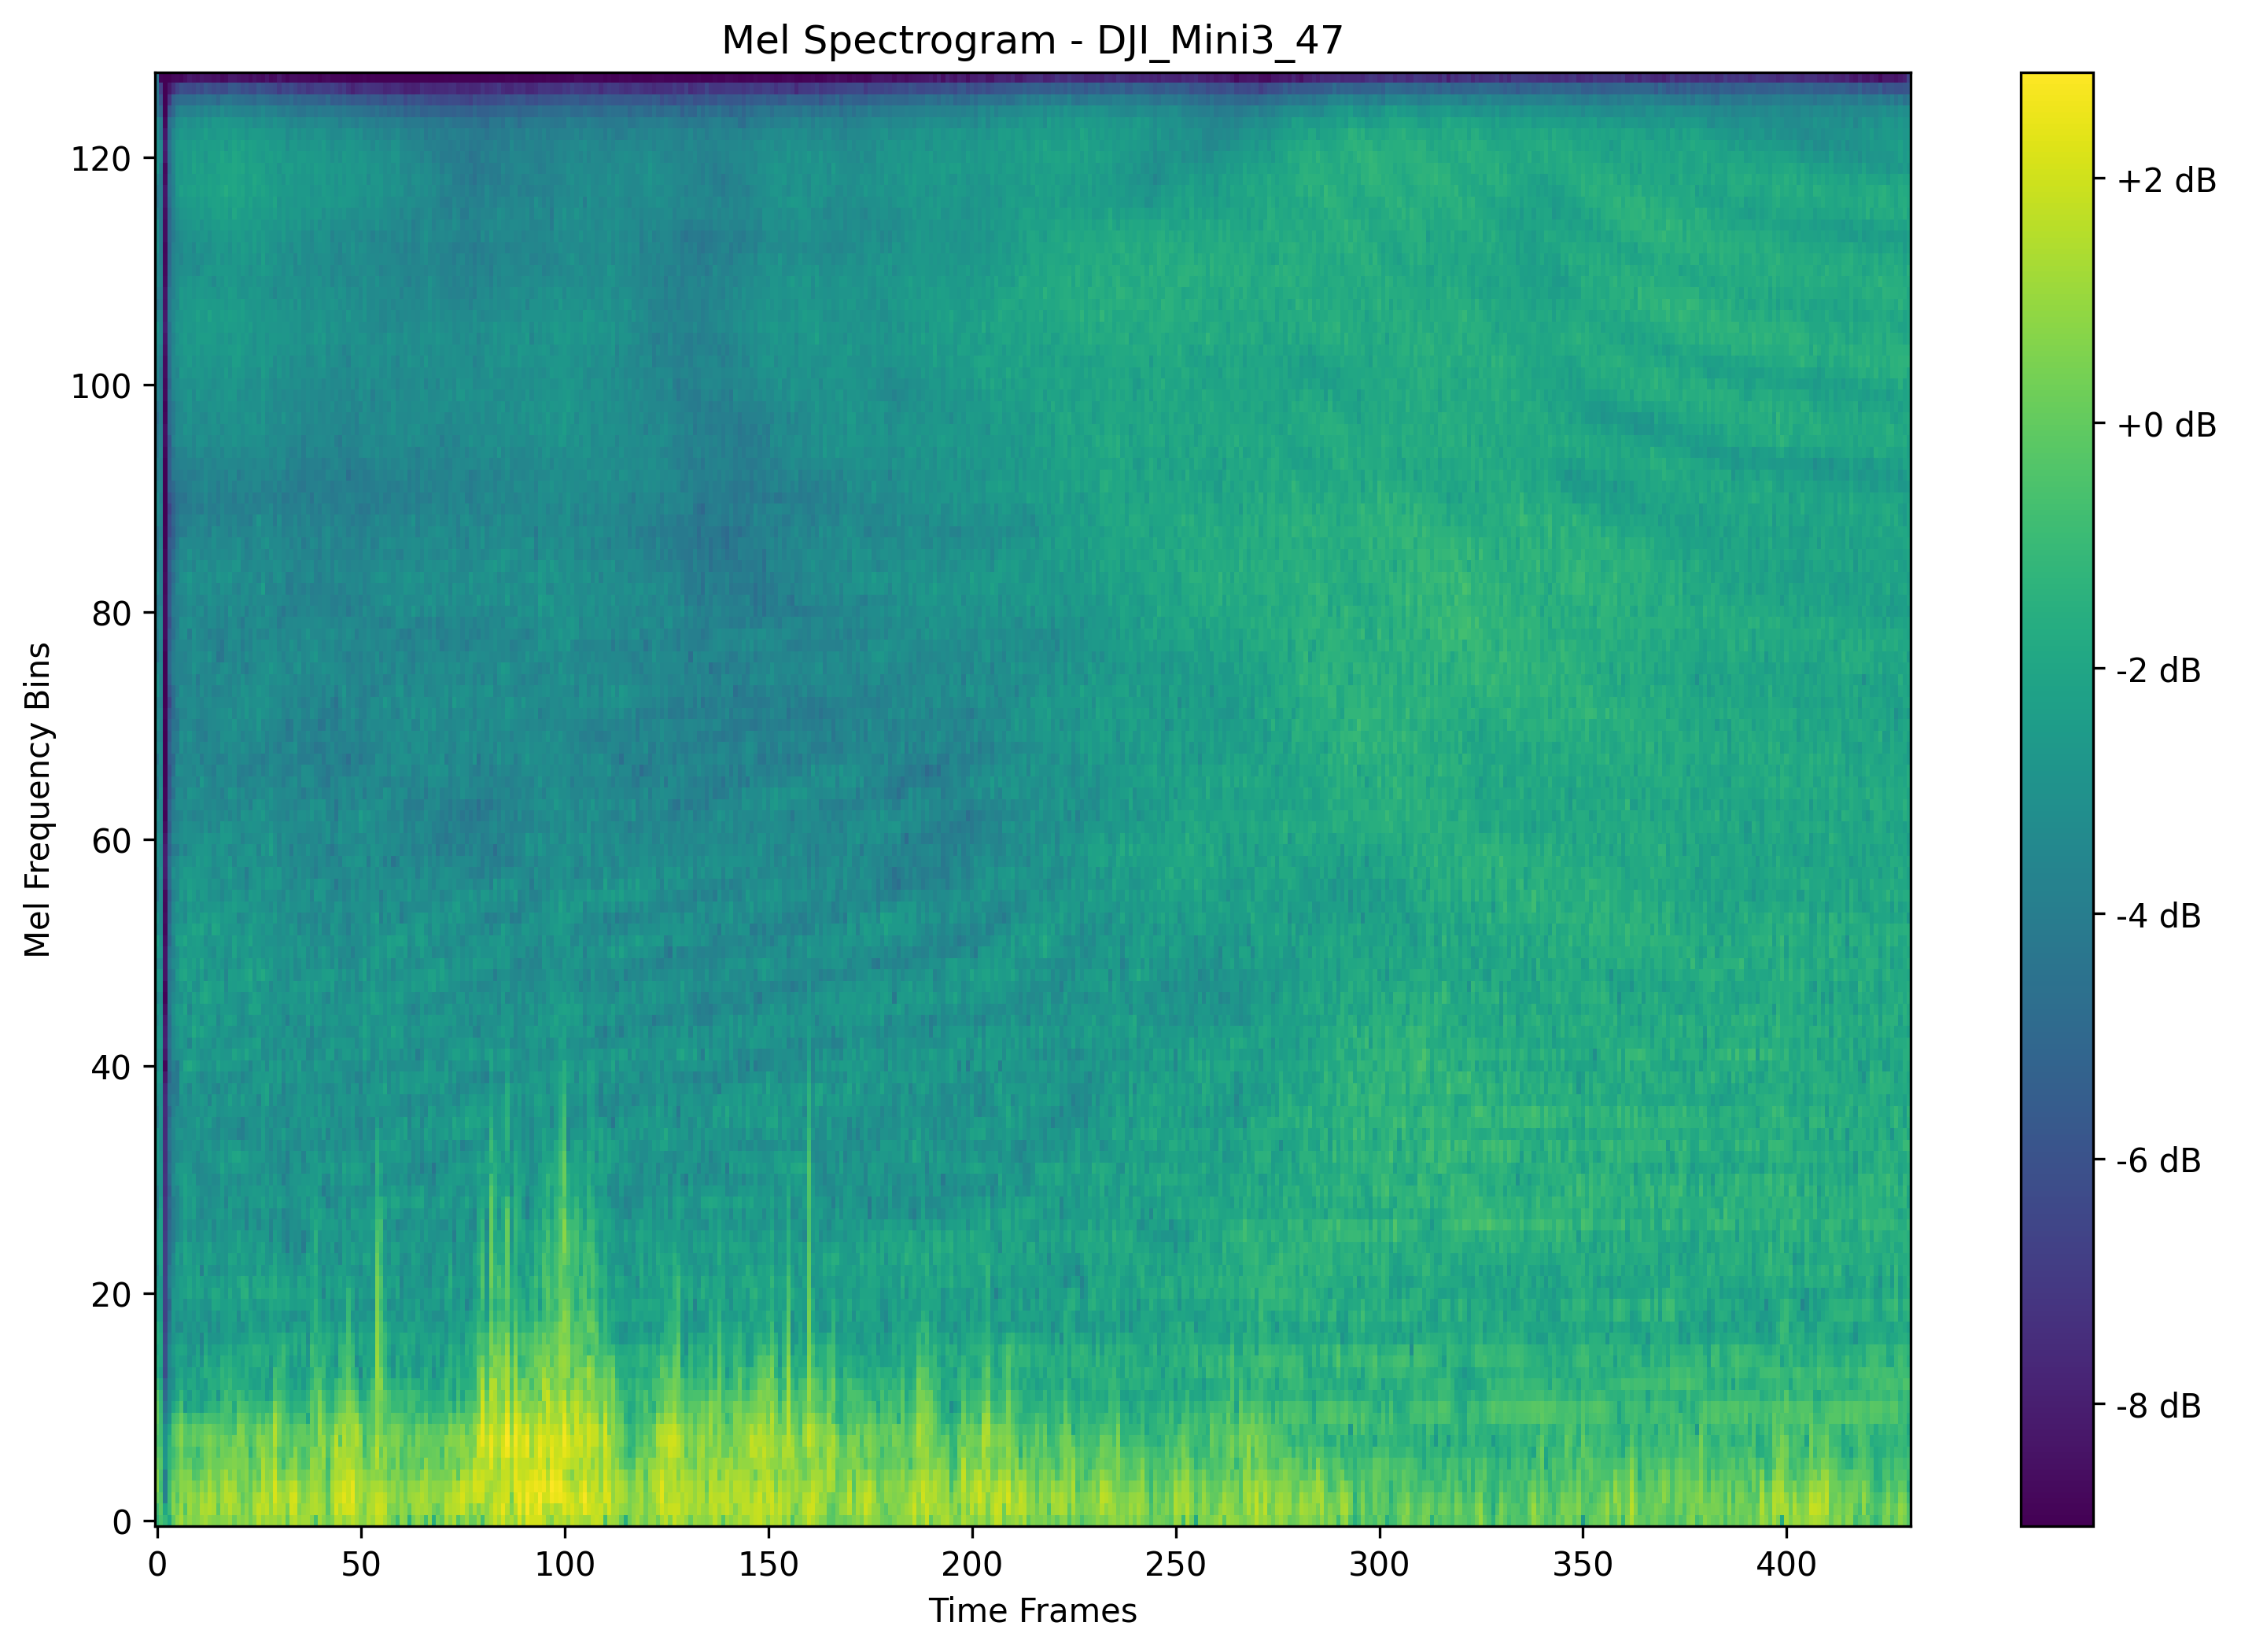 Mel Spectrogram - DJI_Mini3_47
Mel Frequency Bins
120
100
80
60
40
20
0
0 50 100 150 200 250 300 350 400
Time Frames
+2 dB
+0 dB
-2 dB
-4 dB
-6 dB
-8 dB